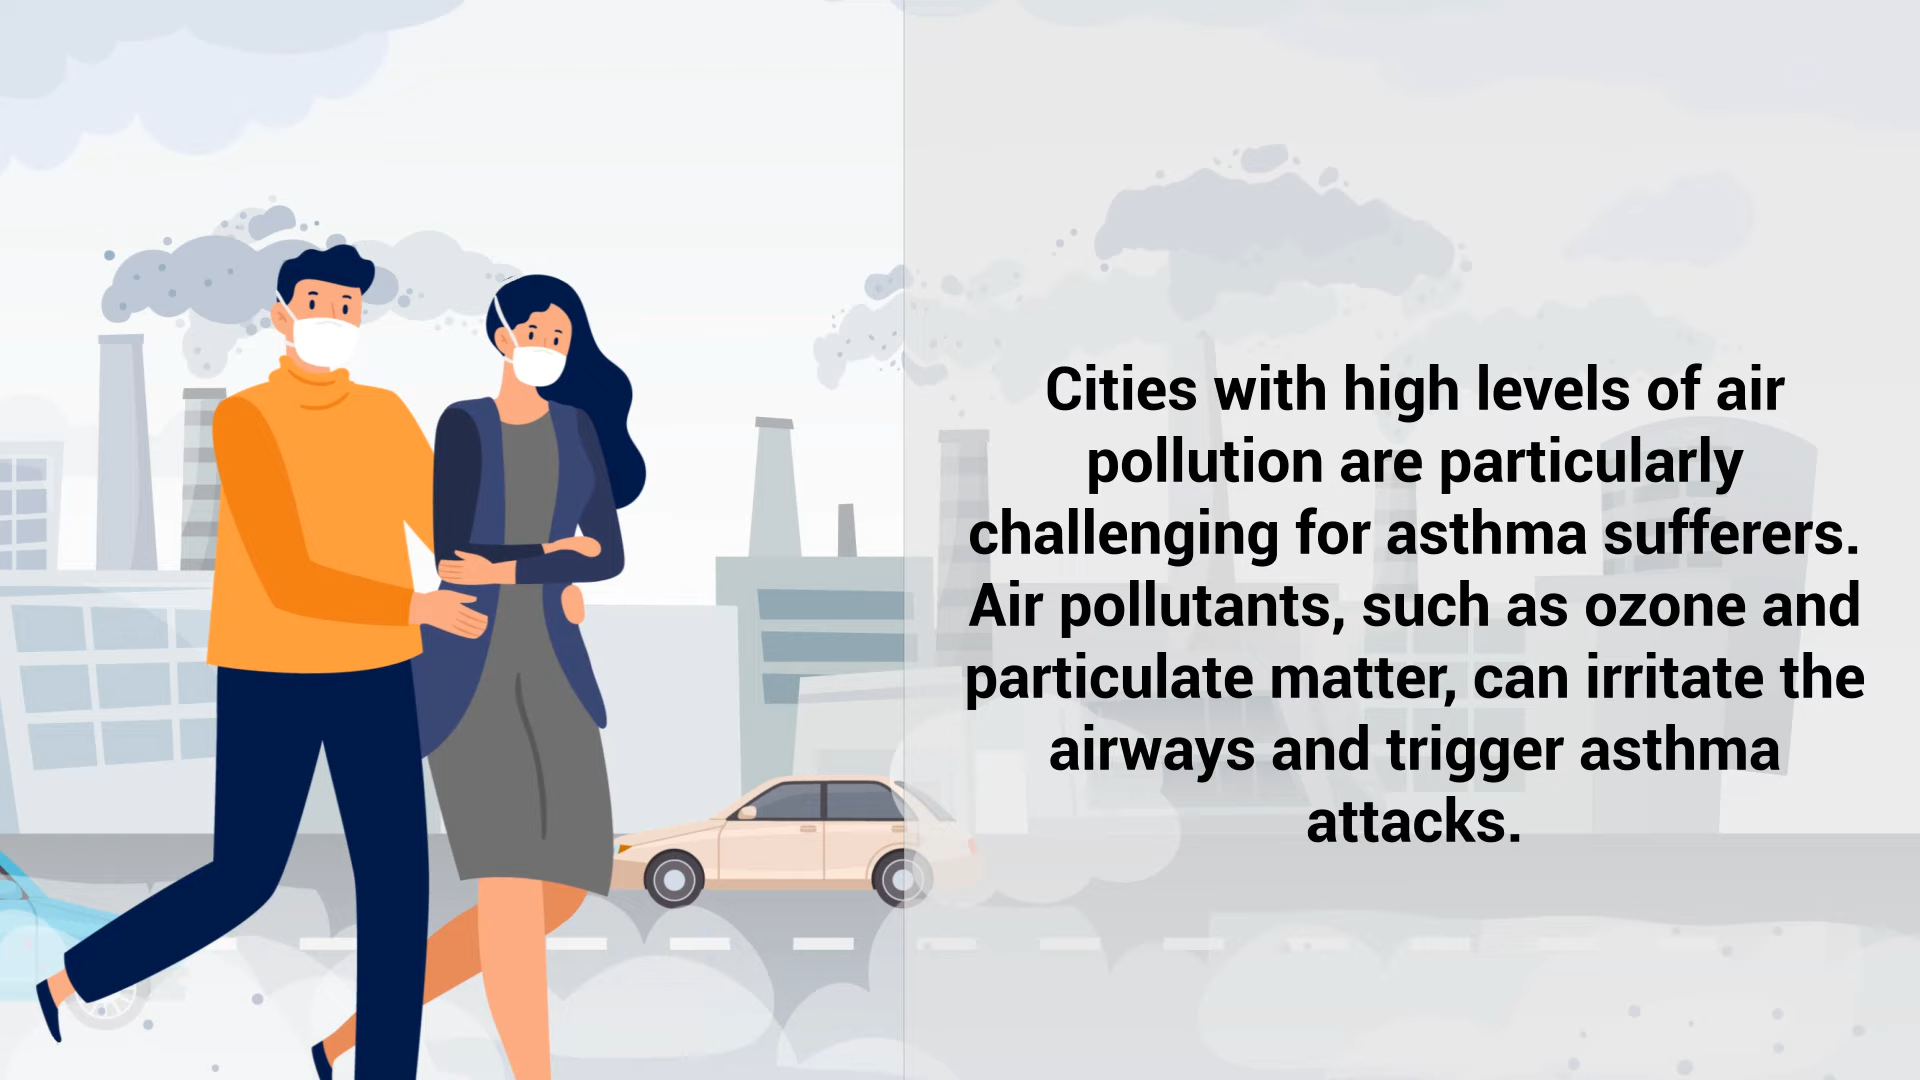 Cities with high levels of air
pollution are particularly
challenging for asthma sufferers.
Air pollutants, such as ozone and
particulate matter, can irritate the
airways and trigger asthma
attacks.